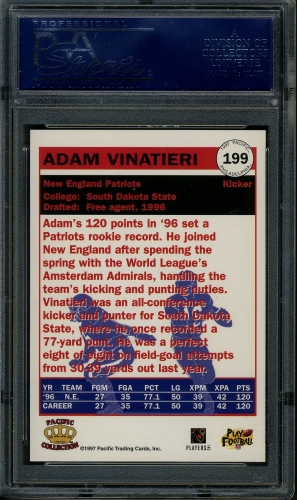 PROFESSIONAL
A DIVISION OF
COLLECTORS
UNIVERSE
1997 PACIFIC
199
PHILADELPHIA
ADAM VINATIERI
New England Patriots Kicker
College: South Dakota State
Drafted: Free agent, 1996
Adam's 120 points in '96 set a
Patriots rookie record. He joined
New England after spending the
spring with the World League's
Amsterdam Admirals, handling the
team's kicking and punting duties.
Vinatieri was an all-conference
kicker and punter for South Dakota
State, where he once recorded a
77-yard punt. He was a perfect
eight of eight on field-goal attempts
from 30-39 yards out last year.
YR TEAM FGM FGA PCT LG XPM XPA PTS
'96 N.E. 27 35 77.1 50 39 42 120
CAREER 27 35 77.1 50 39 42 120
PACIFIC
COLLECTION
©1997 Pacific Trading Cards, Inc.
PLAYERS
PLAY
FOOTBALL